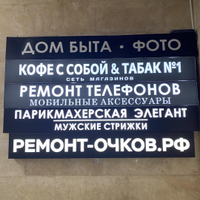 ДОМ БЫТА • ФОТО
КОФЕ С СОБОЙ & ТАБАК №1
СЕТЬ МАГАЗИНОВ
РЕМОНТ ТЕЛЕФОНОВ
МОБИЛЬНЫЕ АКСЕССУАРЫ
ПАРИКМАХЕРСКАЯ ЭЛЕГАНТ
МУЖСКИЕ СТРИЖКИ
РЕМОНТ-ОЧКОВ.РФ